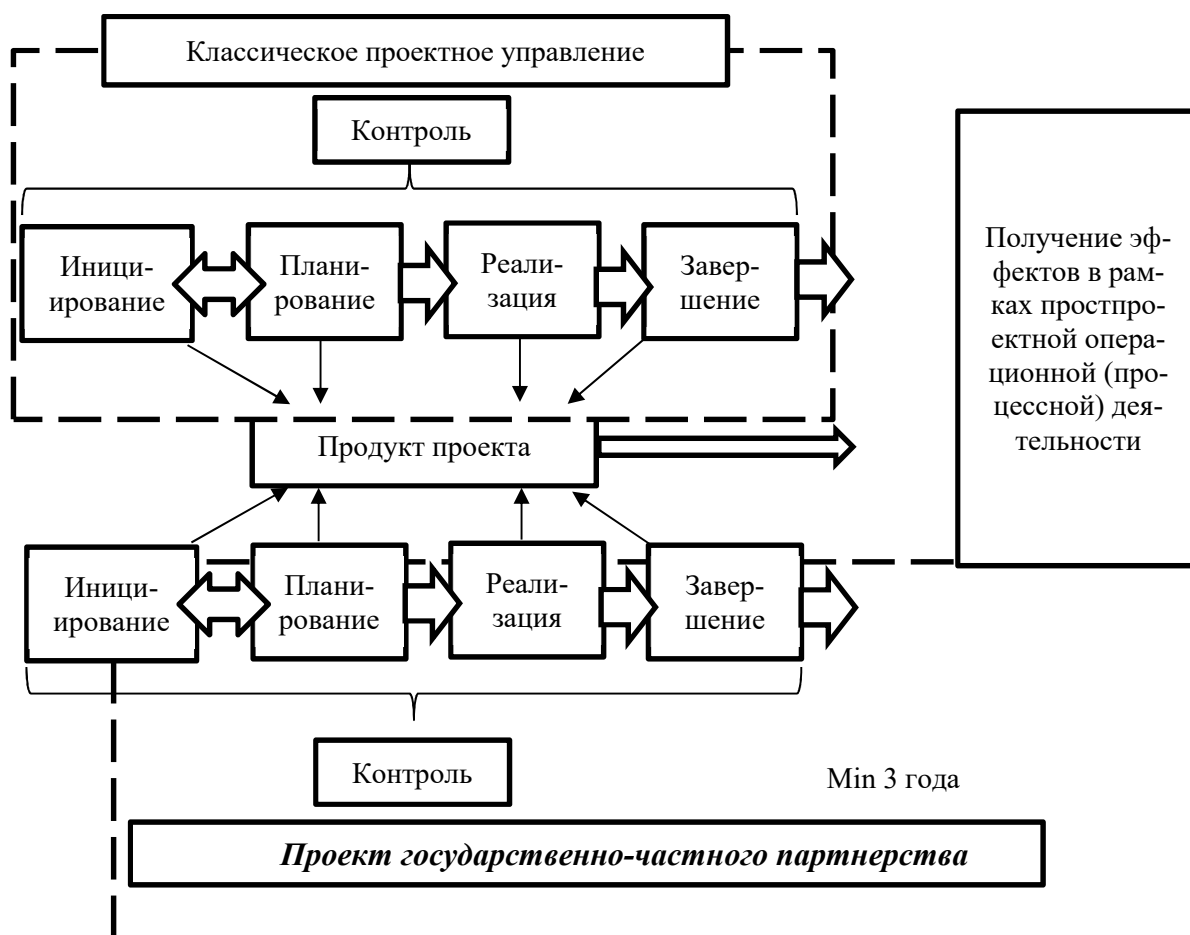 Классическое проектное управление
Контроль
Иници-
ирование
Плани-
рование
Реали-
зация
Завер-
шение
Получение эф-
фектов в рам-
ках простпро-
ектной опера-
ционной (про-
цессной) дея-
тельности
Продукт проекта
Иници-
ирование
Плани-
рование
Реали-
зация
Завер-
шение
Контроль
Min 3 года
Проект государственно-частного партнерства